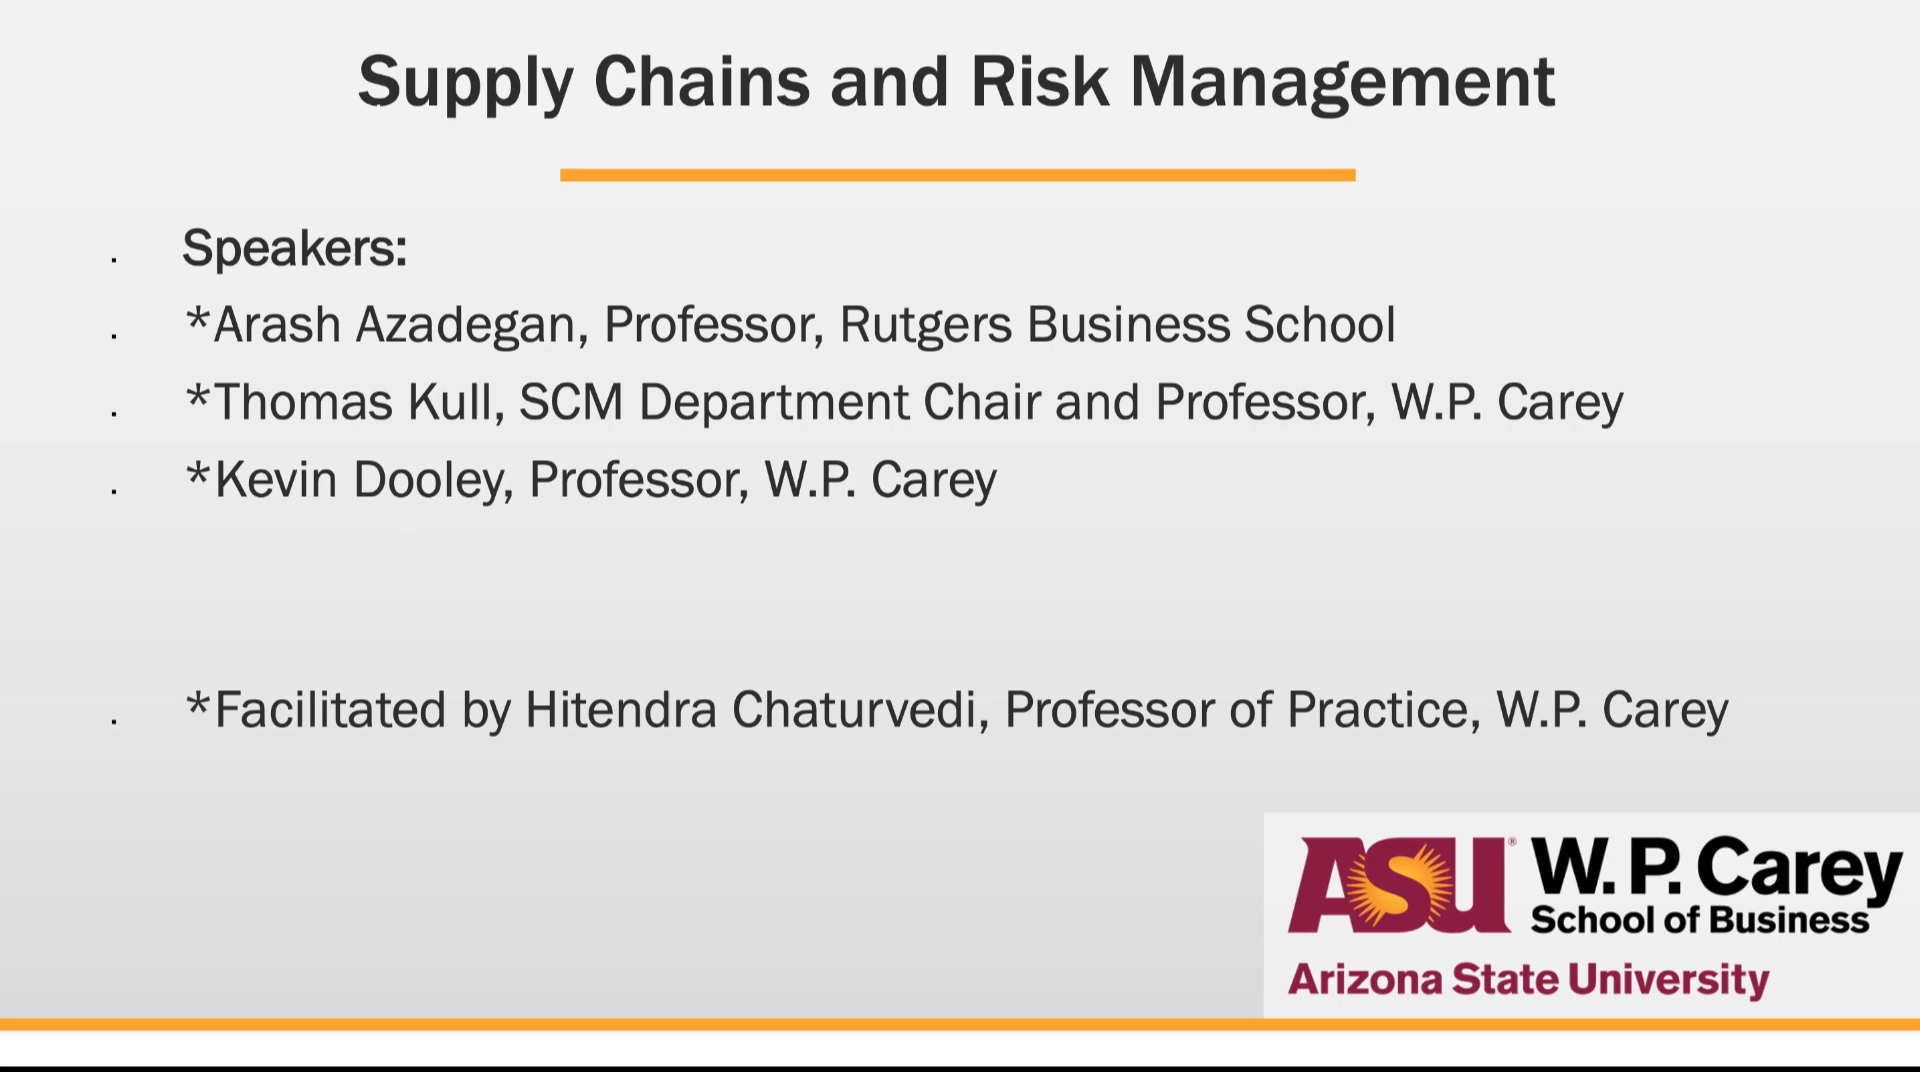 Supply Chains and Risk Management
. Speakers:
. *Arash Azadegan, Professor, Rutgers Business School
. *Thomas Kull, SCM Department Chair and Professor, W.P. Carey
. *Kevin Dooley, Professor, W.P. Carey
. *Facilitated by Hitendra Chaturvedi, Professor of Practice, W.P. Carey
ASU® W. P. Carey
School of Business
Arizona State University